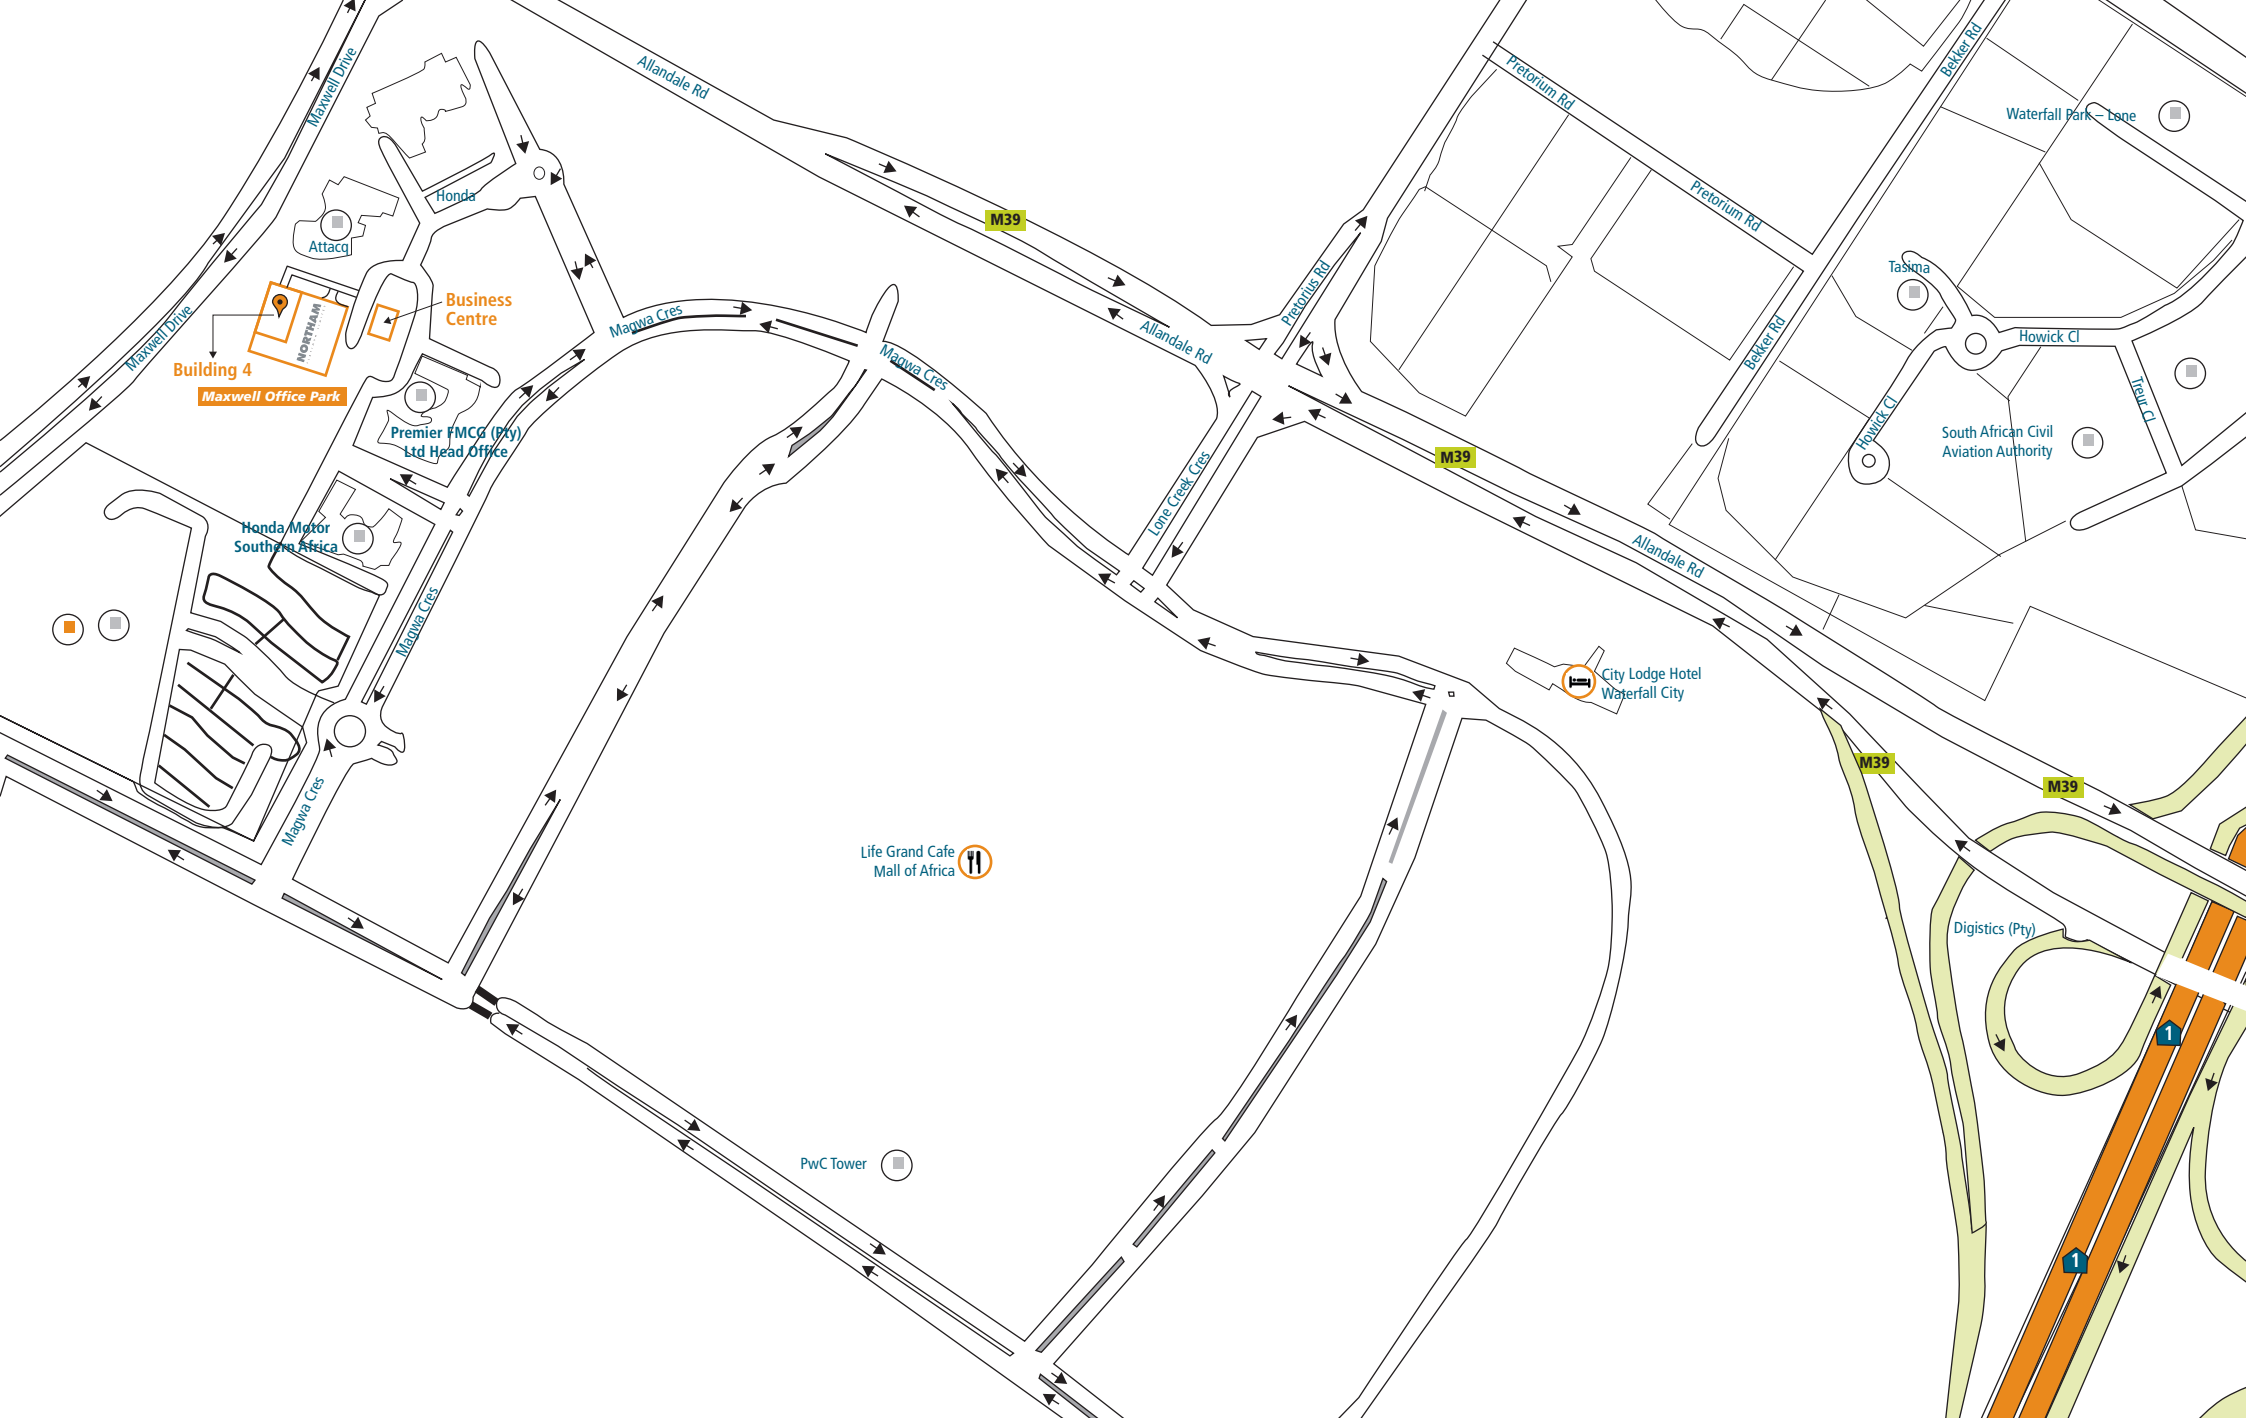 Maxwell Drive
Allandale Rd
Pretorium Rd
Bekker Rd
Waterfall Park – Lone
Honda
Attacq
M39
Pretorium Rd
Pretorius Rd
Tasima
Business
Centre
NORTHAM
Maxwell Drive
Magwa Cres
Allandale Rd
Magwa Cres
Bekker Rd
Howick Cl
Building 4
Maxwell Office Park
Treur Cl
Howick Cl
Premier FMCG (Pty)
Ltd Head Office
M39
South African Civil
Aviation Authority
Lone Creek Cres
Honda Motor
Southern Africa
Allandale Rd
Magwa Cres
City Lodge Hotel
Waterfall City
M39
M39
Magwa Cres
Life Grand Cafe
Mall of Africa
Digistics (Pty)
1
PwC Tower
1